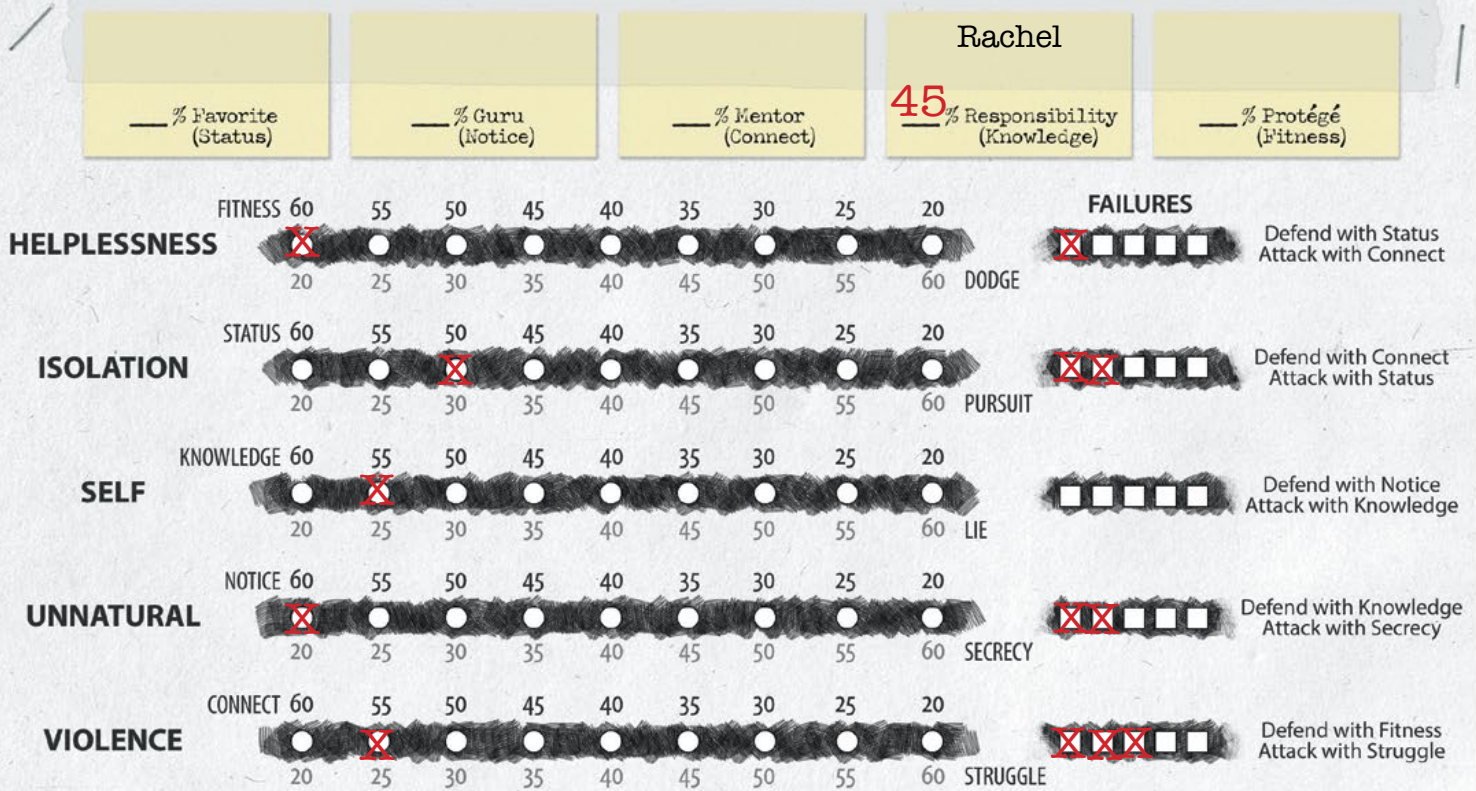 Rachel
___% Favorite
(Status)
___% Guru
(Notice)
___% Mentor
(Connect)
45% Responsibility
(Knowledge)
___% Protégé
(Fitness)
FITNESS 60 55 50 45 40 35 30 25 20
FAILURES
HELPLESSNESS
Defend with Status
Attack with Connect
20 25 30 35 40 45 50 55 60 DODGE
STATUS 60 55 50 45 40 35 30 25 20
ISOLATION
Defend with Connect
Attack with Status
20 25 30 35 40 45 50 55 60 PURSUIT
KNOWLEDGE 60 55 50 45 40 35 30 25 20
SELF
Defend with Notice
Attack with Knowledge
20 25 30 35 40 45 50 55 60 LIE
NOTICE 60 55 50 45 40 35 30 25 20
UNNATURAL
Defend with Knowledge
Attack with Secrecy
20 25 30 35 40 45 50 55 60 SECRECY
CONNECT 60 55 50 45 40 35 30 25 20
VIOLENCE
Defend with Fitness
Attack with Struggle
20 25 30 35 40 45 50 55 60 STRUGGLE